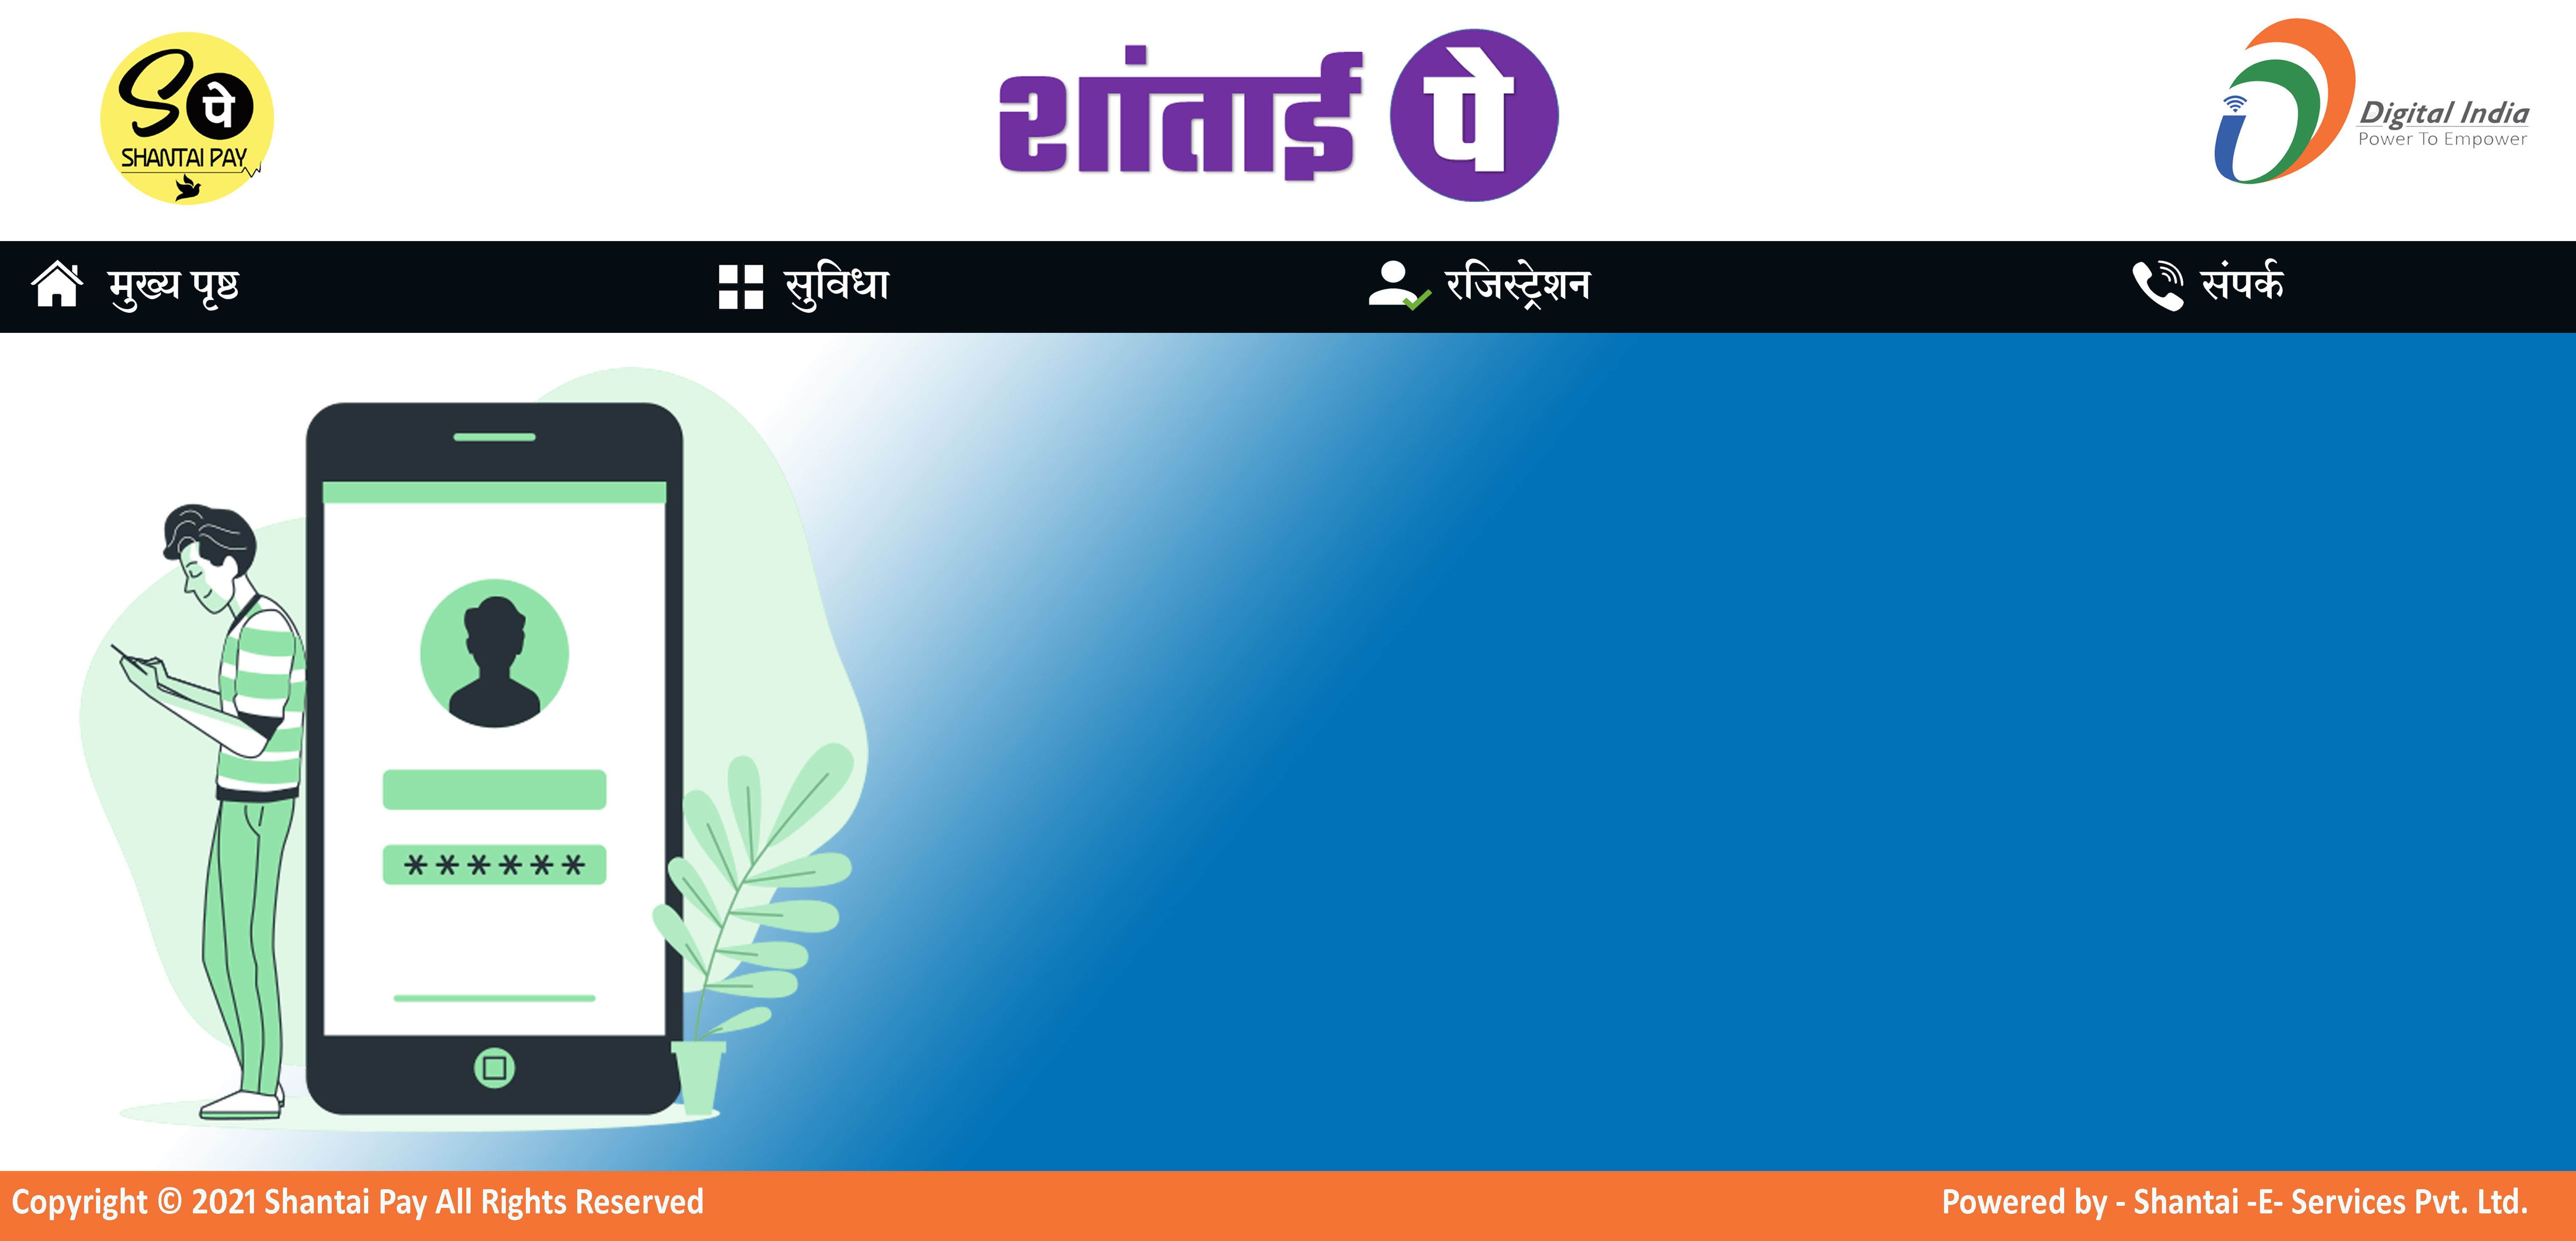 S पे
SHANTAI PAY
शांताई पे
Digital India
Power To Empower
मुख्य पृष्ठ
सुविधा
रजिस्ट्रेशन
संपर्क
******
Copyright © 2021 Shantai Pay All Rights Reserved
Powered by - Shantai -E- Services Pvt. Ltd.